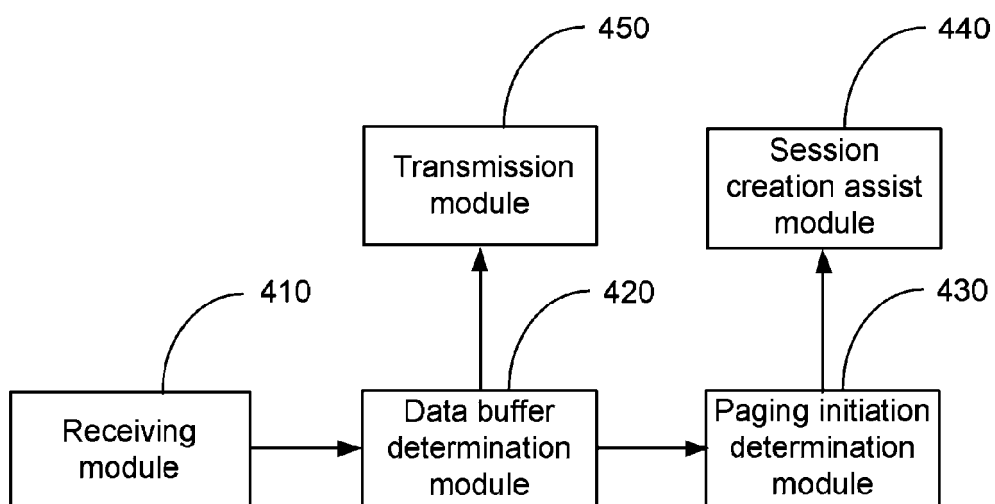 450
440
Transmission
module
Session
creation assist
module
410
420
430
Receiving
module
Data buffer
determination
module
Paging initiation
determination
module